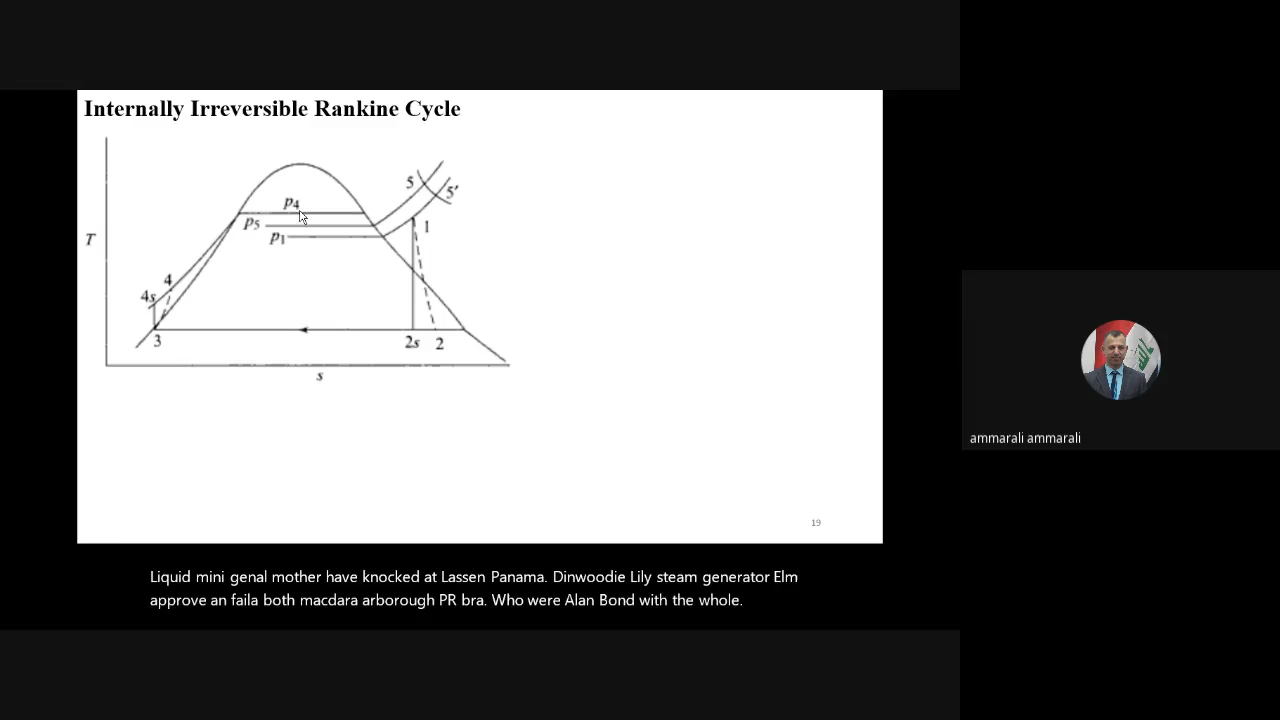 Internally Irreversible Rankine Cycle
5
5'
p4
p5
1
p1
T
4
4s
3
2s
2
s
ammarali ammarali
19
Liquid mini genal mother have knocked at Lassen Panama. Dinwoodie Lily steam generator Elm
approve an faila both macdara arborough PR bra. Who were Alan Bond with the whole.